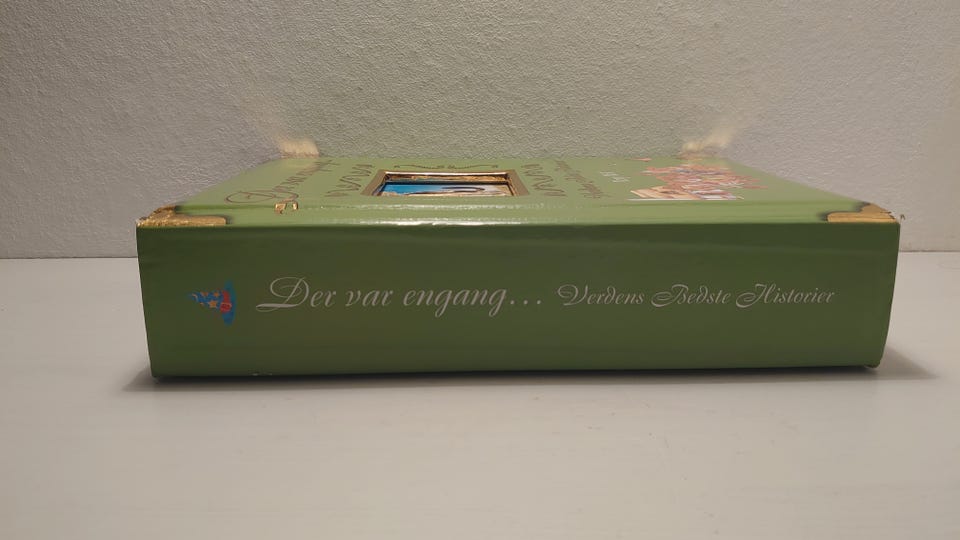 Der var engang... Verdens Bedste Historier